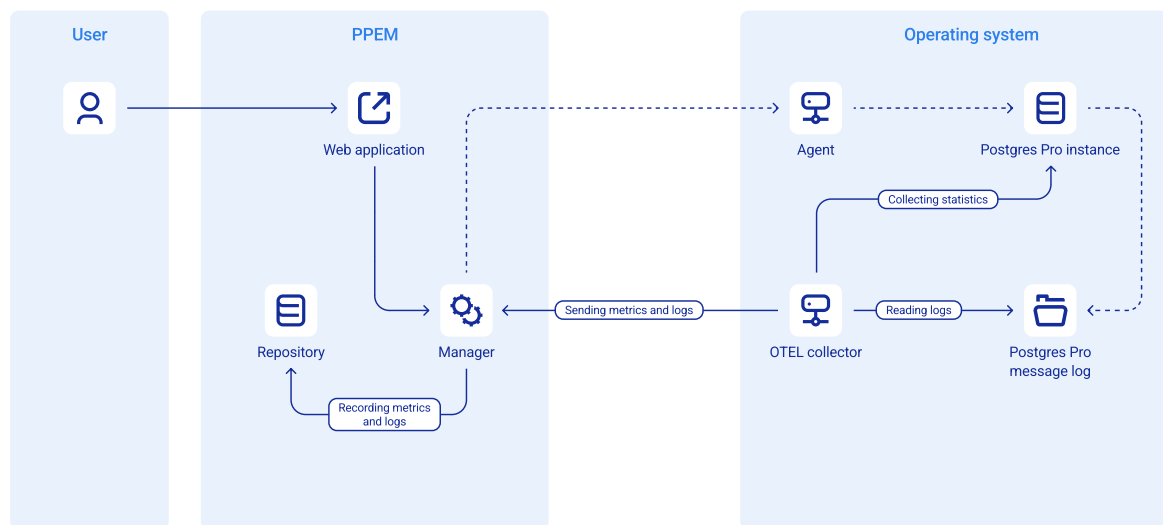 User
PPEM
Operating system
Web application
Agent
Postgres Pro instance
Collecting statistics
Sending metrics and logs
Reading logs
Repository
Manager
OTEL collector
Postgres Pro
message log
Recording metrics
and logs